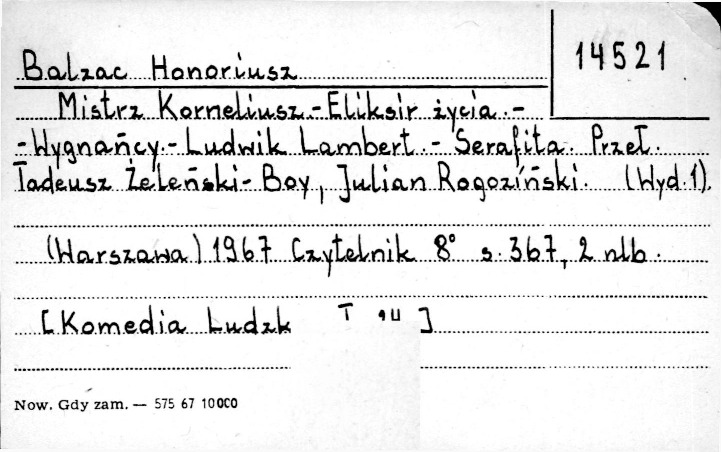 14521
Balzac Honoriusz
Mistrz Korneliusz.-Eliksir życia.-
-Wygnańcy.-Ludwik Lambert.- Serafita. Przeł.
Tadeusz Żeleński-Boy, Julian Rogoziński. (Wyd.1).
(Warszawa) 1967 Czytelnik 8° s.367, 2 nlb.
[Komedia Ludzk ]
Now. Gdy zam. — 575 67 10000